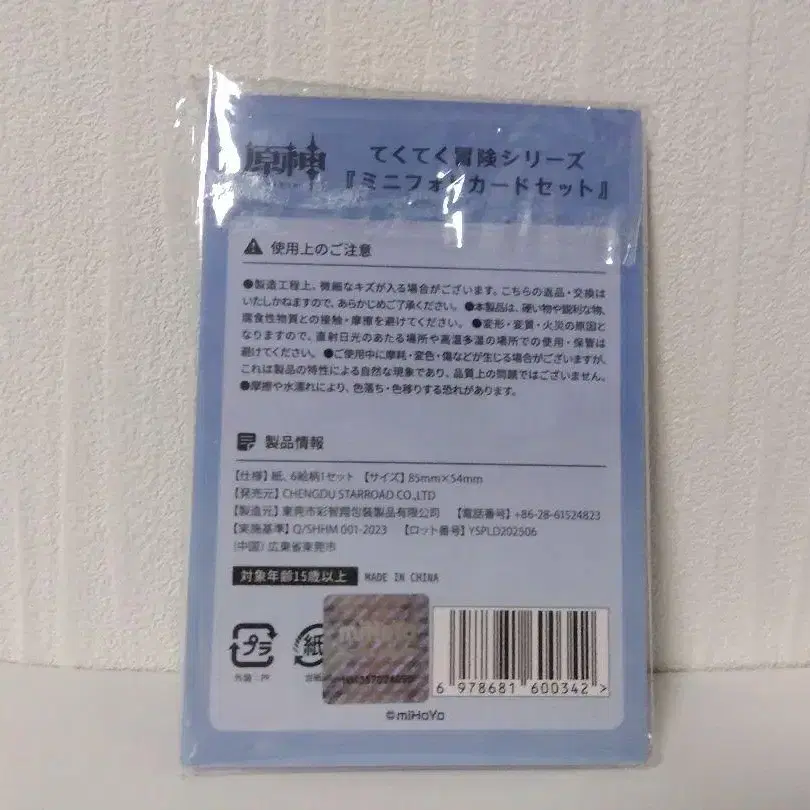 原神
てくてく冒険シリーズ
『ミニフォトカードセット』
使用上のご注意
●製造工程上、微細なキズが入る場合がございます。こちらの返品・交換は
いたしかねますので、あらかじめご了承ください。 ●本製品は、硬い物や鋭利な物、
腐食性物質との接触・摩擦を避けてください。 ●変形・変質・火災の原因と
なりますので、直射日光のあたる場所や高温多湿の場所での使用・保管は
避けてください。 ●ご使用中に摩耗・変色・傷などが生じる場合がございますが、
これは製品の特性による自然な現象であり、品質上の問題ではございません。
●摩擦や水濡れにより、色落ち・色移りする恐れがあります。
製品情報
【仕様】紙、6絵柄1セット 【サイズ】85mm×54mm
【発売元】CHENGDU STARROAD CO.,LTD
【製造元】東莞市彩智翔包装製品有限公司 【電話番号】+86-28-61524823
【実施基準】Q/SHHM 001-2023 【ロット番号】YSPLD202506
(中国) 広東省東莞市
対象年齢15歳以上 MADE IN CHINA
プラ 紙
外袋:PP
miHoYo
6 978681 600342 >
©miHoYo